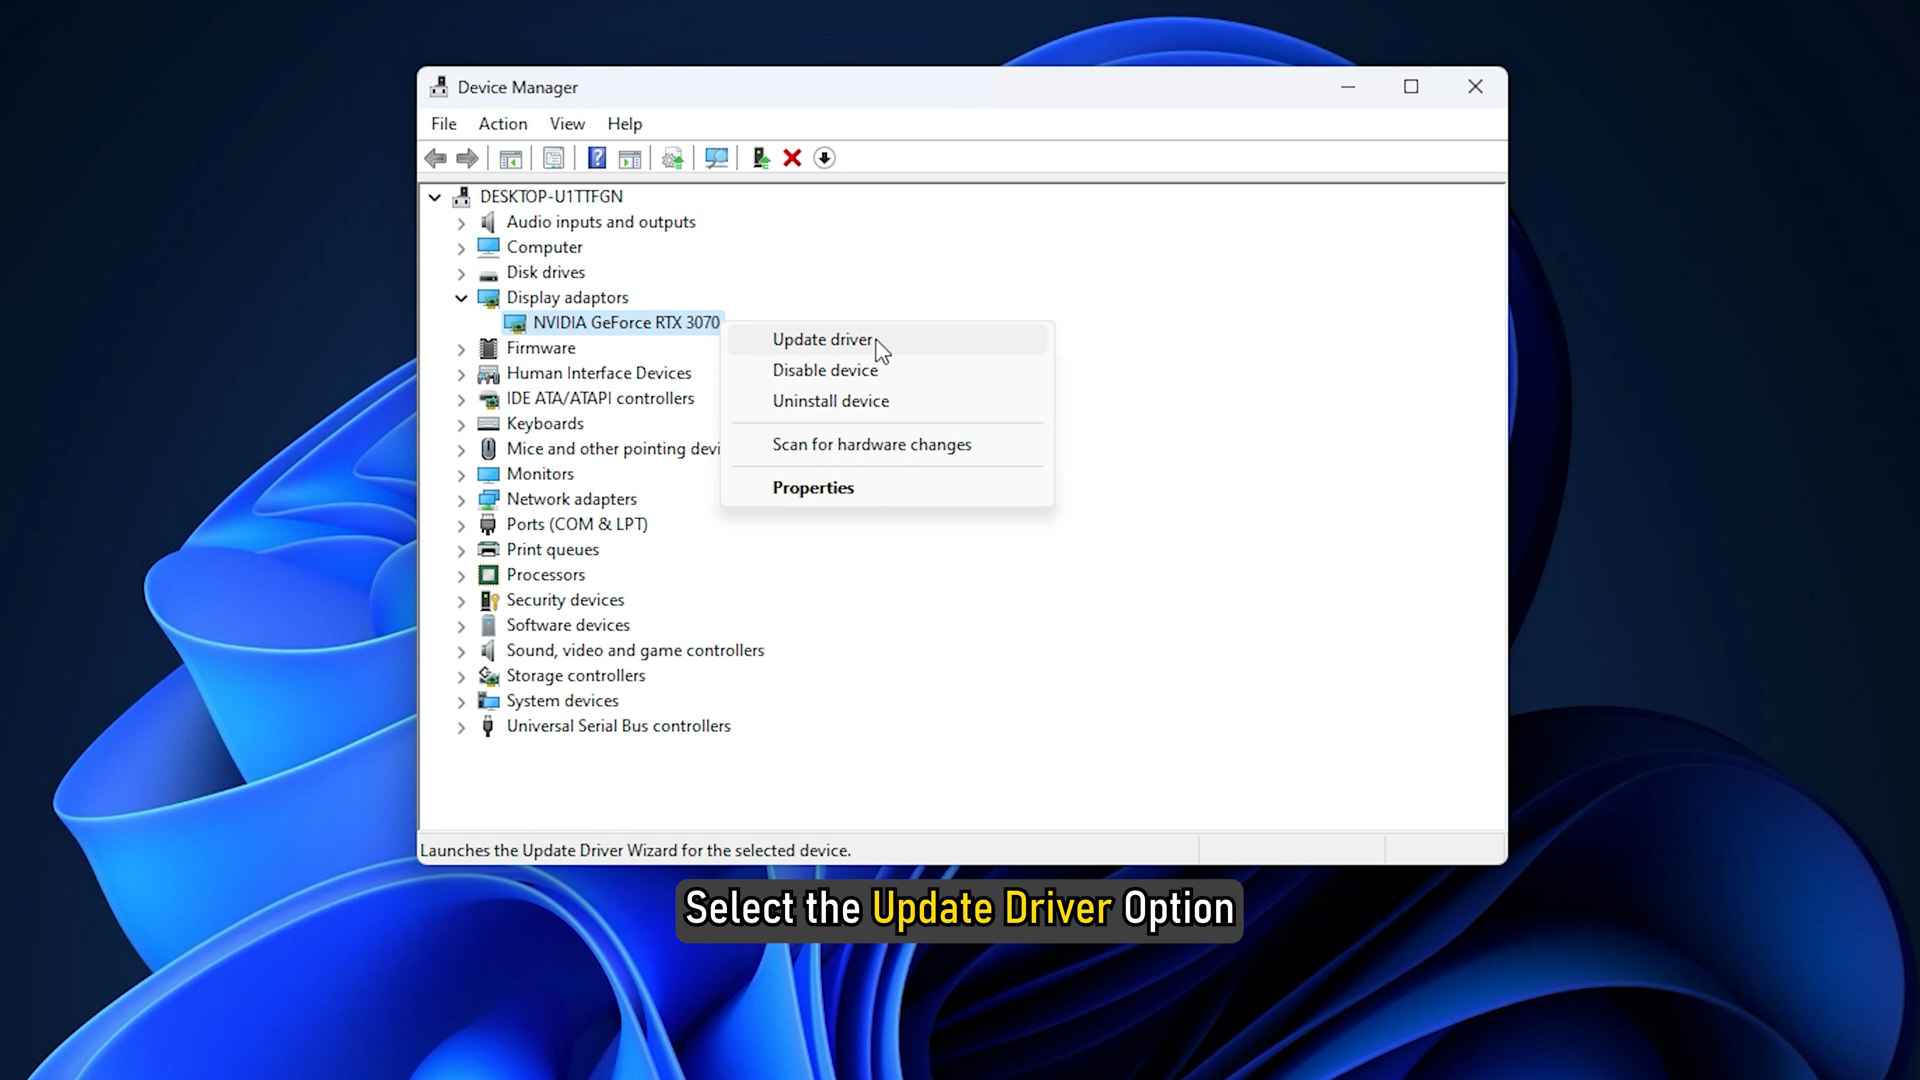 Device Manager
File Action View Help
DESKTOP-U1TTFGN
Audio inputs and outputs
Computer
Disk drives
Display adaptors
NVIDIA GeForce RTX 3070
Update driver
Disable device
Uninstall device
Scan for hardware changes
Properties
Firmware
Human Interface Devices
IDE ATA/ATAPI controllers
Keyboards
Mice and other pointing devi
Monitors
Network adapters
Ports (COM & LPT)
Print queues
Processors
Security devices
Software devices
Sound, video and game controllers
Storage controllers
System devices
Universal Serial Bus controllers
Launches the Update Driver Wizard for the selected device.
Select the Update Driver Option